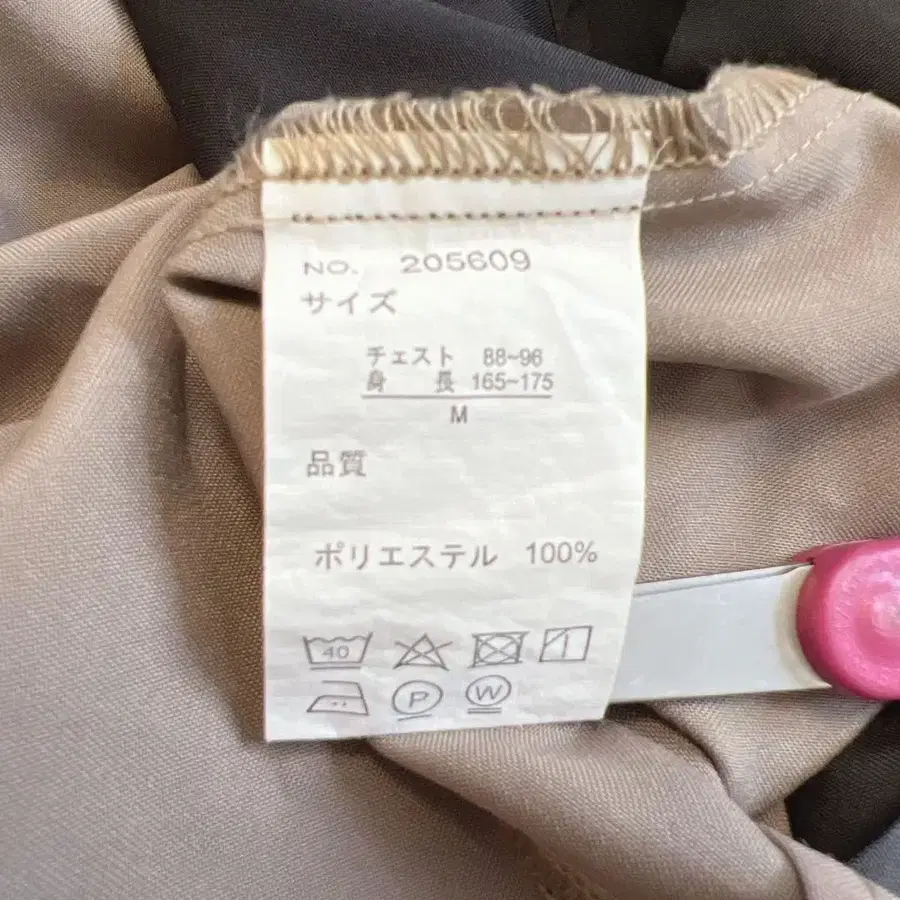 NO. 205609
サイズ
チェスト 88~96
身 長 165~175
M
品質
ポリエステル 100%
40
P W